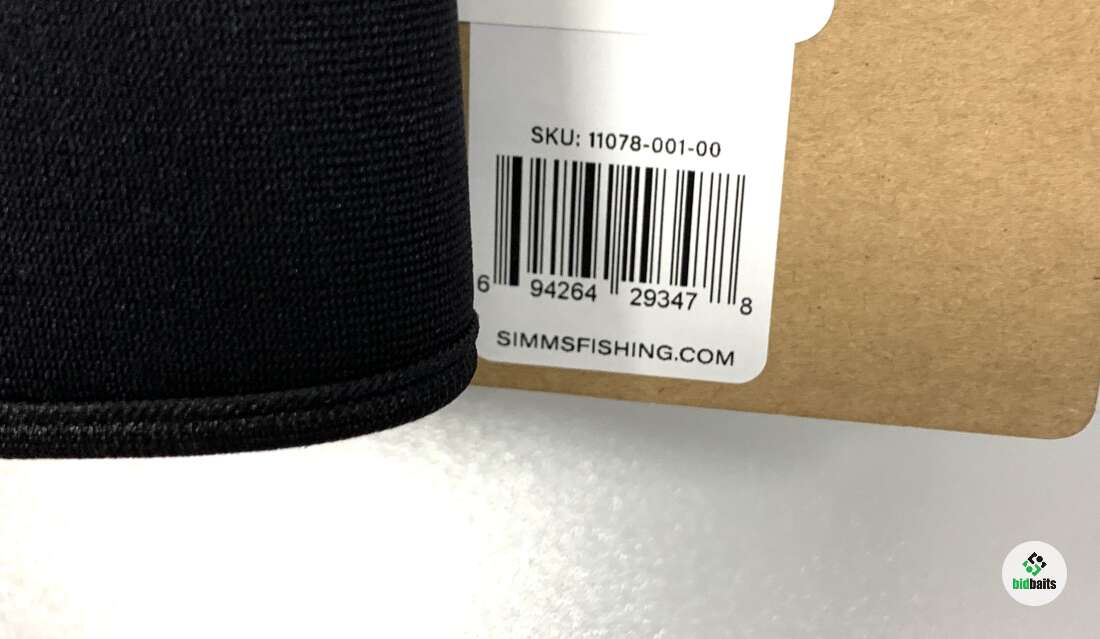 SKU: 11078-001-00
6 94264 29347 8
SIMMSFISHING.COM
bidbaits